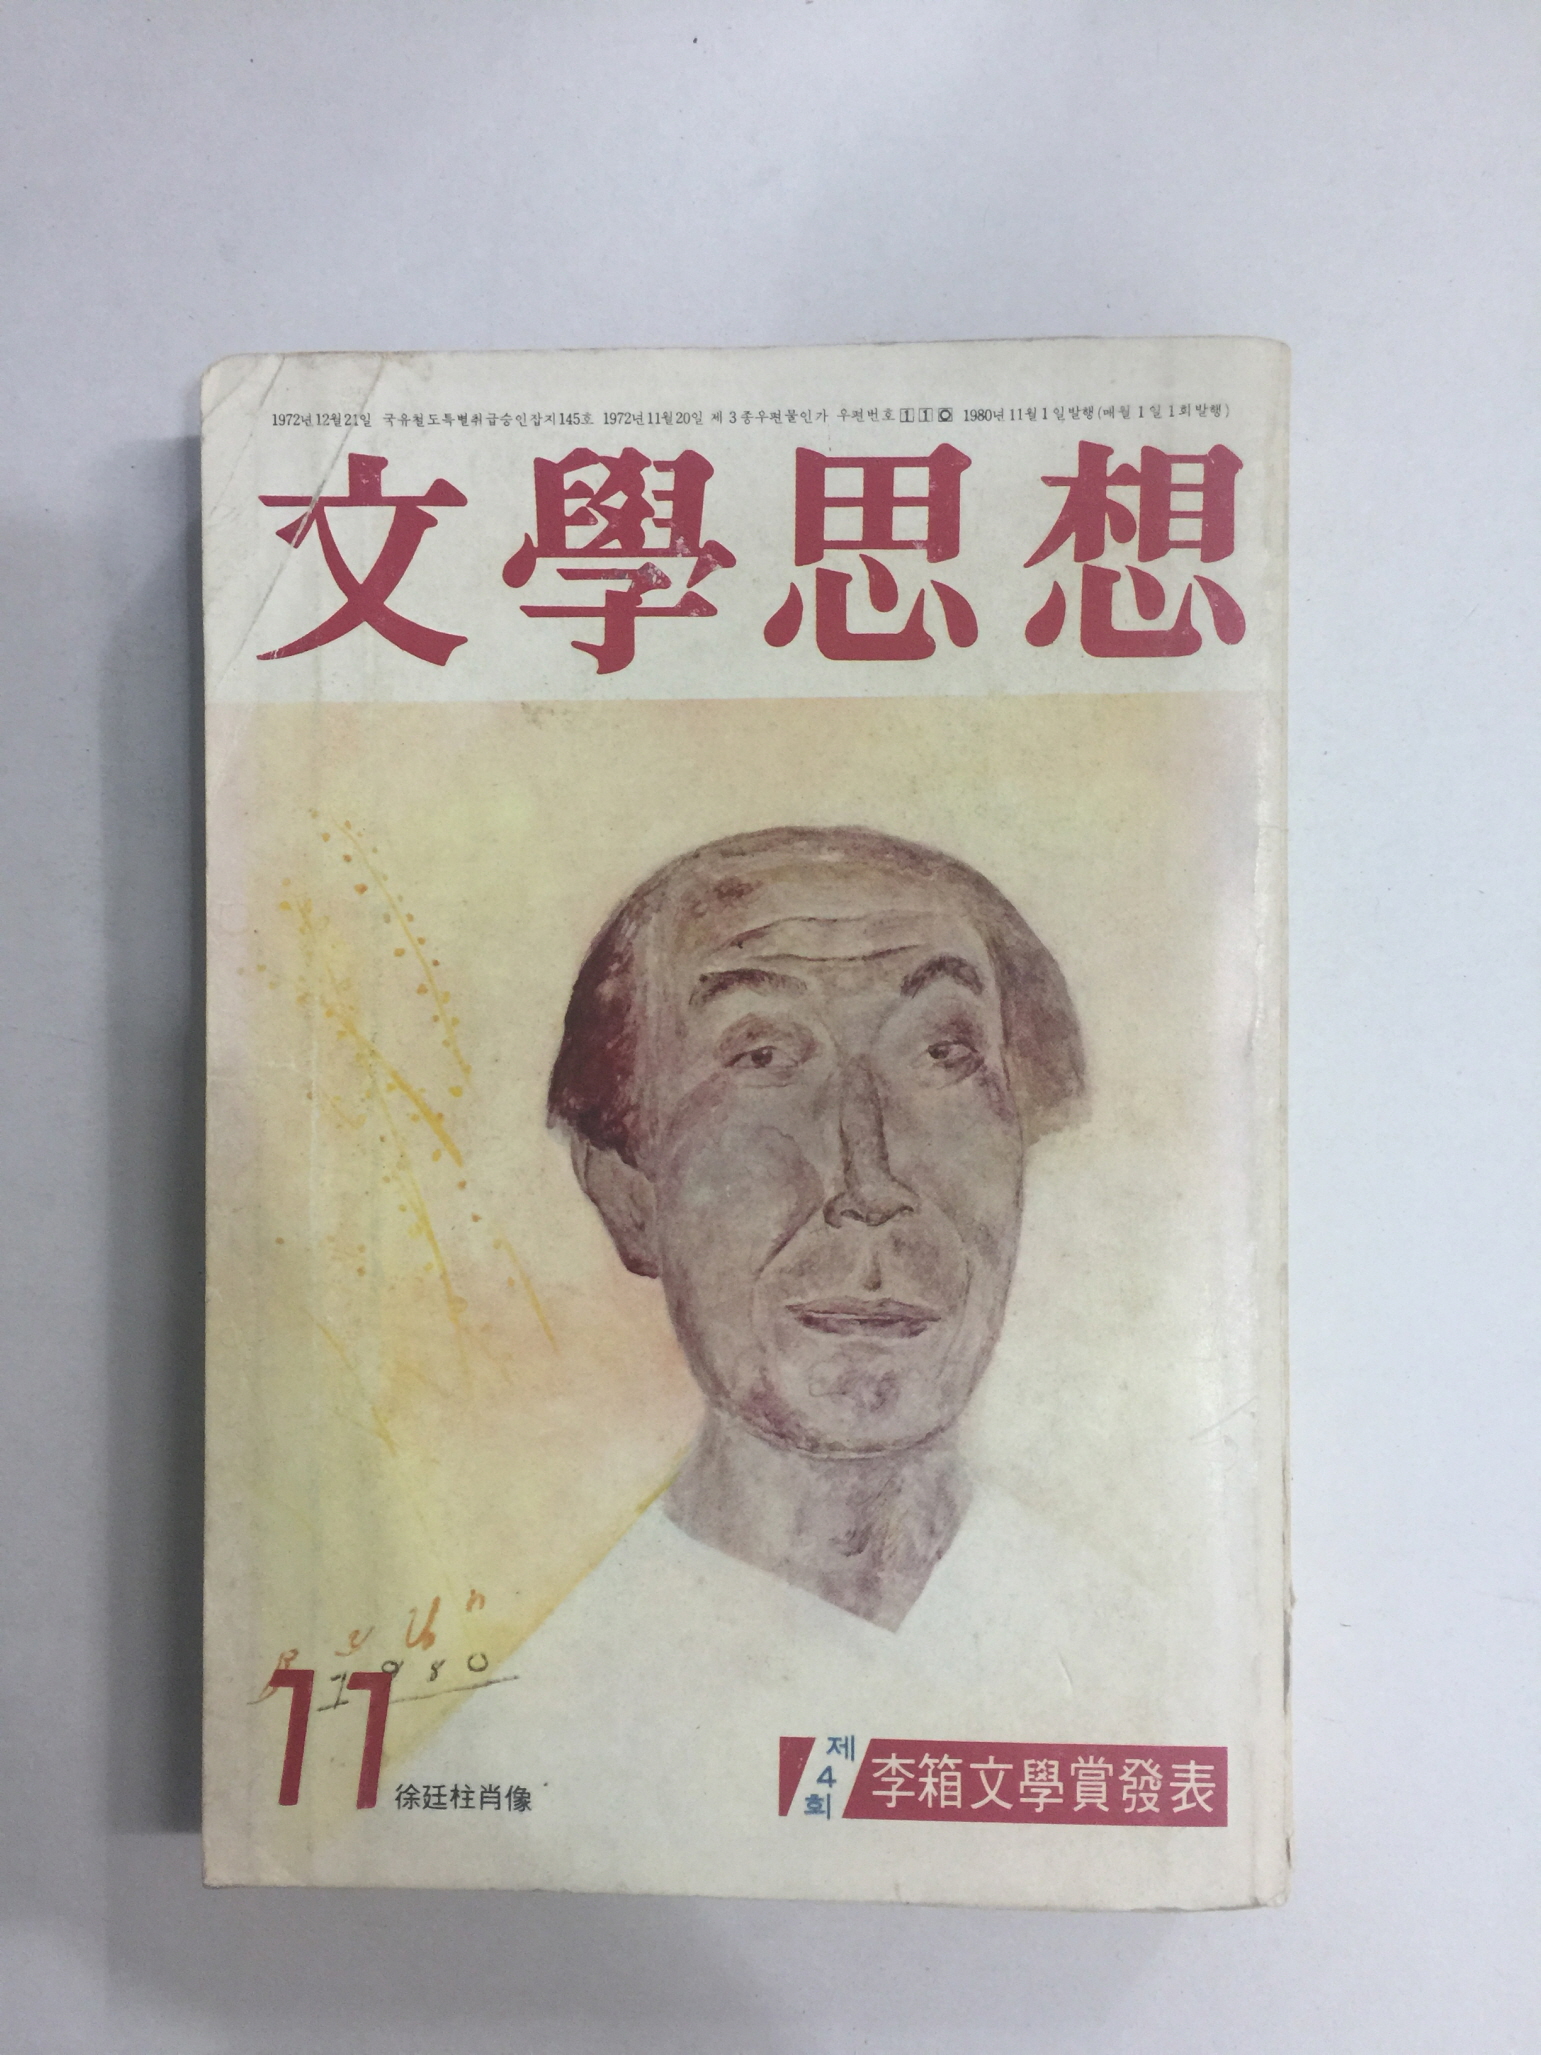 1972년12월21일 국유철도특별취급승인잡지145호 1972년11월20일 제3종우편물인가 우편번호 110 1980년11월1일발행(매월1일1회발행)
文學思想
Byun
1980
11
徐廷柱肖像
제4회
李箱文學賞發表